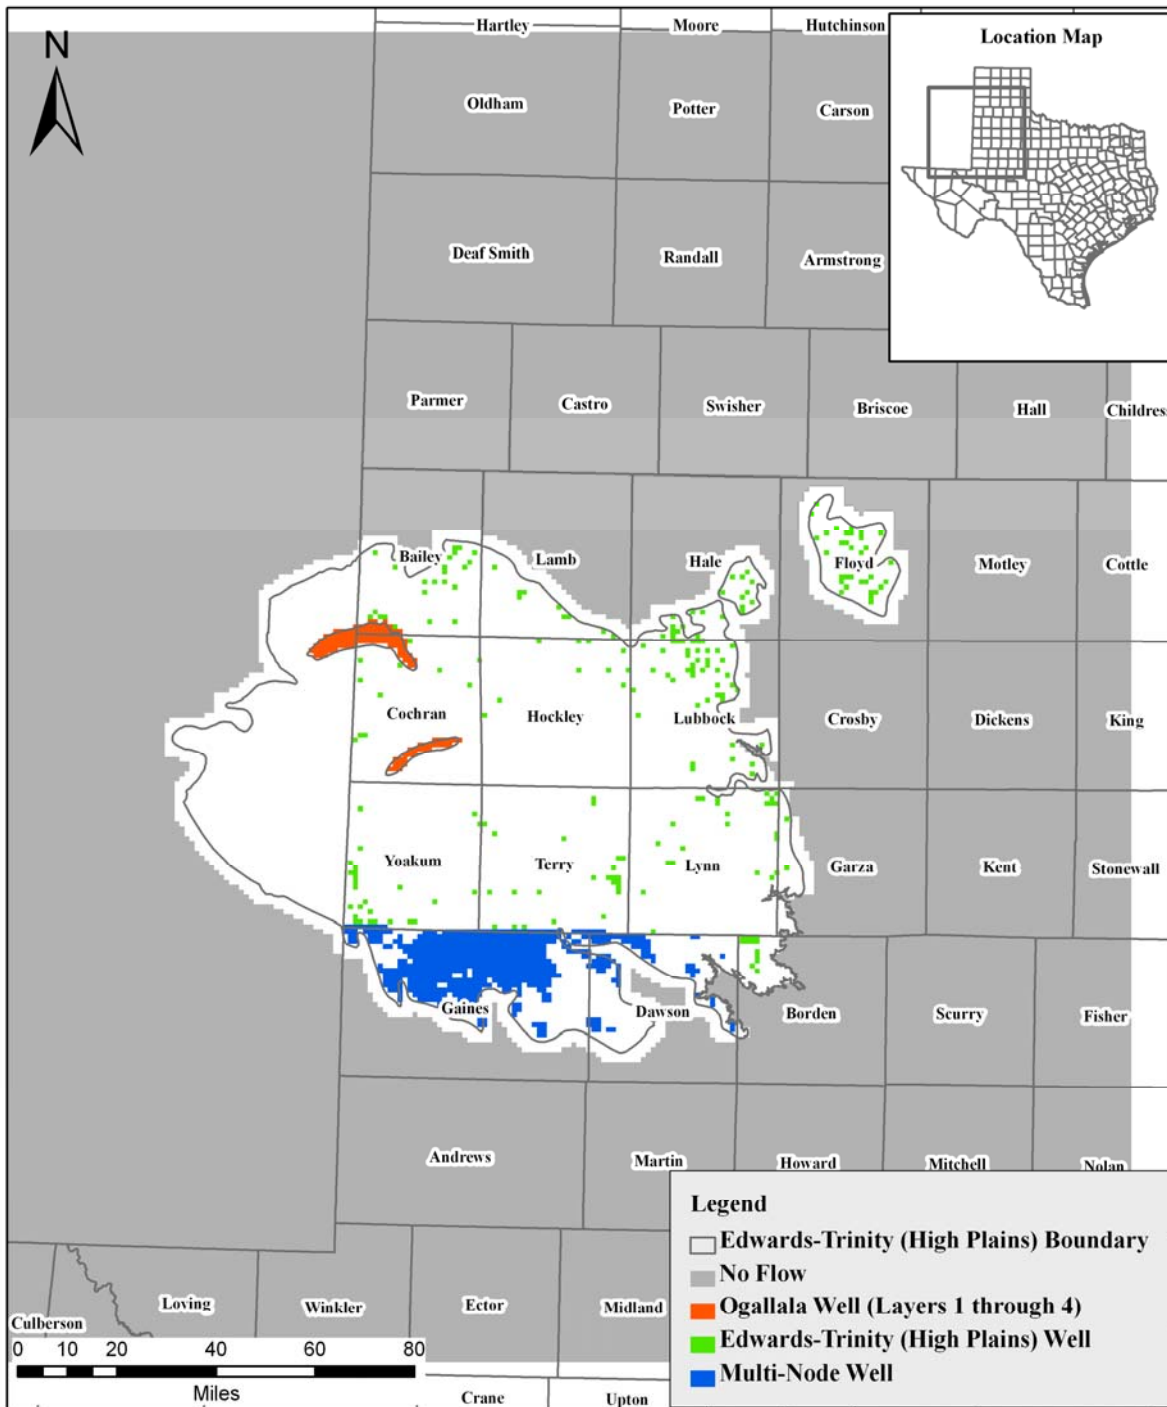 Hartley
Moore
Hutchinson
N
Location Map
Oldham
Potter
Carson
Deaf Smith
Randall
Armstrong
Parmer
Castro
Swisher
Briscoe
Hall
Childress
Bailey
Lamb
Hale
Floyd
Motley
Cottle
Cochran
Hockley
Lubbock
Crosby
Dickens
King
Yoakum
Terry
Lynn
Garza
Kent
Stonewall
Gaines
Dawson
Borden
Scurry
Fisher
Andrews
Martin
Howard
Mitchell
Nolan
Legend
Edwards-Trinity (High Plains) Boundary
No Flow
Ogallala Well (Layers 1 through 4)
Edwards-Trinity (High Plains) Well
Multi-Node Well
Culberson
Loving
Winkler
Ector
Midland
0 10 20 40 60 80
Miles
Crane
Upton